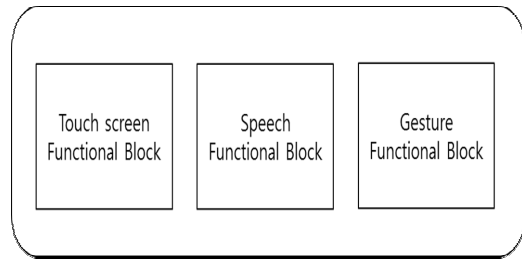 Touch screen
Functional Block
Speech
Functional Block
Gesture
Functional Block